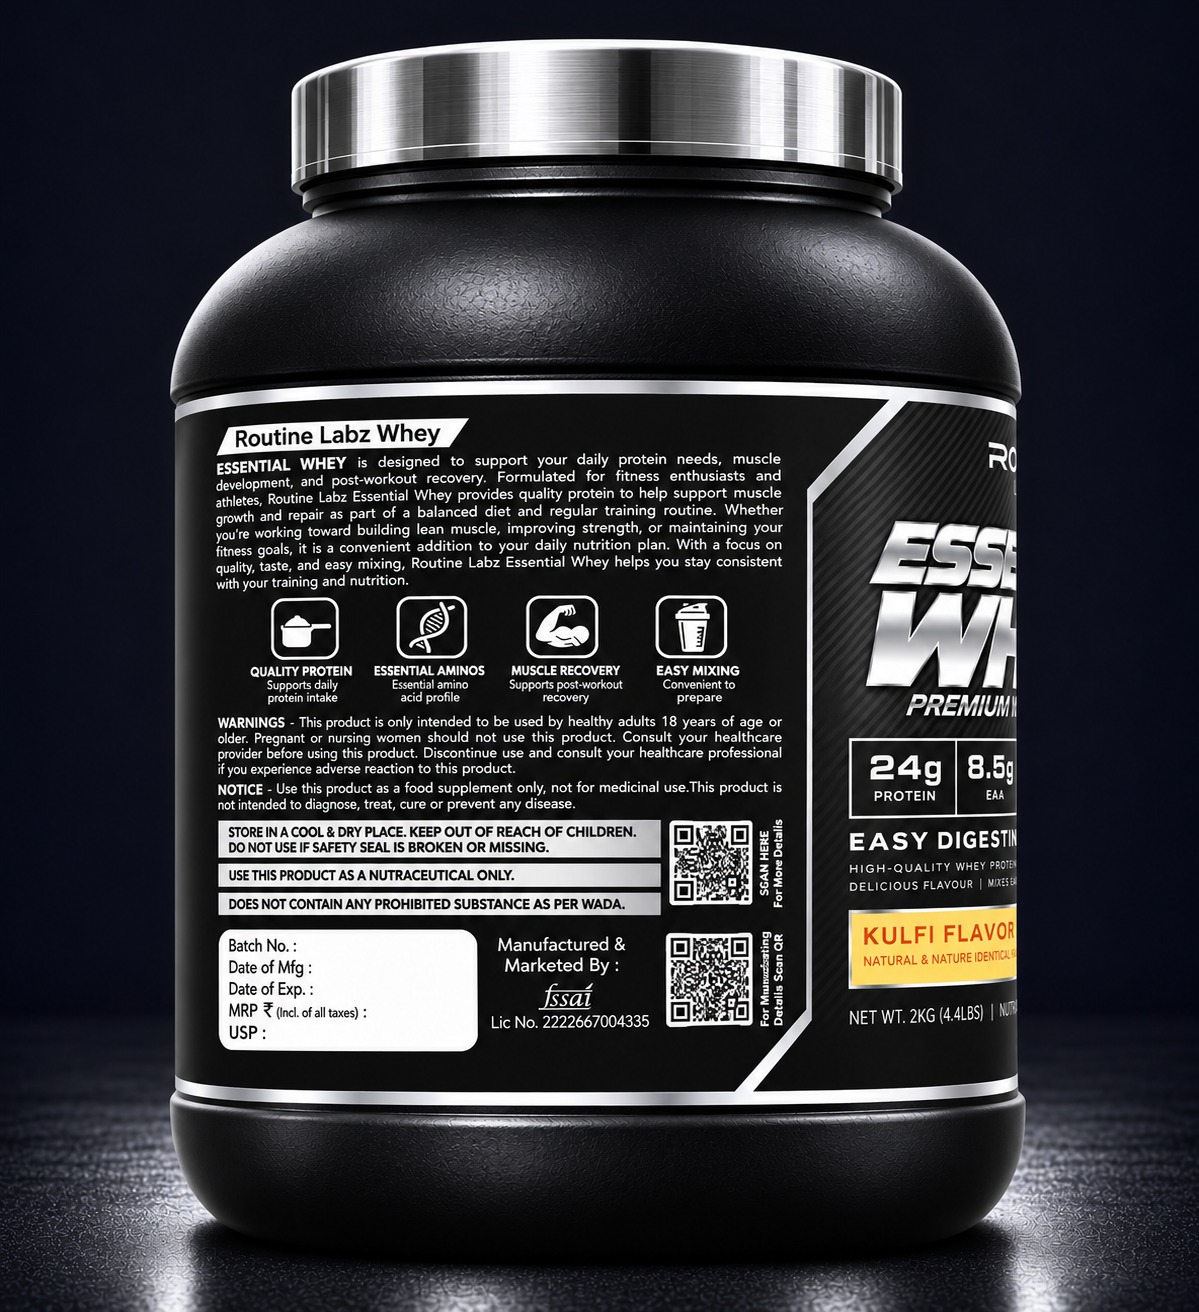 Routine Labz Whey
ESSENTIAL WHEY is designed to support your daily protein needs, muscle
development, and post-workout recovery. Formulated for fitness enthusiasts and
athletes, Routine Labz Essential Whey provides quality protein to help support muscle
growth and repair as part of a balanced diet and regular training routine. Whether
you're working toward building lean muscle, improving strength, or maintaining your
fitness goals, it is a convenient addition to your daily nutrition plan. With a focus on
quality, taste, and easy mixing, Routine Labz Essential Whey helps you stay consistent
with your training and nutrition.
QUALITY PROTEIN
Supports daily
protein intake
ESSENTIAL AMINOS
Essential amino
acid profile
MUSCLE RECOVERY
Supports post-workout
recovery
EASY MIXING
Convenient to
prepare
WARNINGS - This product is only intended to be used by healthy adults 18 years of age or
older. Pregnant or nursing women should not use this product. Consult your healthcare
provider before using this product. Discontinue use and consult your healthcare professional
if you experience adverse reaction to this product.
NOTICE - Use this product as a food supplement only, not for medicinal use.This product is
not intended to diagnose, treat, cure or prevent any disease.
STORE IN A COOL & DRY PLACE. KEEP OUT OF REACH OF CHILDREN.
DO NOT USE IF SAFETY SEAL IS BROKEN OR MISSING.
USE THIS PRODUCT AS A NUTRACEUTICAL ONLY.
DOES NOT CONTAIN ANY PROHIBITED SUBSTANCE AS PER WADA.
SGAN HERE
For More Details
Batch No. :
Date of Mfg :
Date of Exp. :
MRP ₹ (Incl. of all taxes) :
USP :
Manufactured &
Marketed By :
fssai
Lic No. 2222667004335
For
Details Scan QR
RO
ESSE
WH
PREMIUM
24g
PROTEIN
8.5g
EAA
EASY DIGESTIN
HIGH-QUALITY WHEY PROTEIN
DELICIOUS FLAVOUR | MIXES
KULFI FLAVOR
NATURAL & NATURE IDENTICAL
NET WT. 2KG (4.4LBS) |